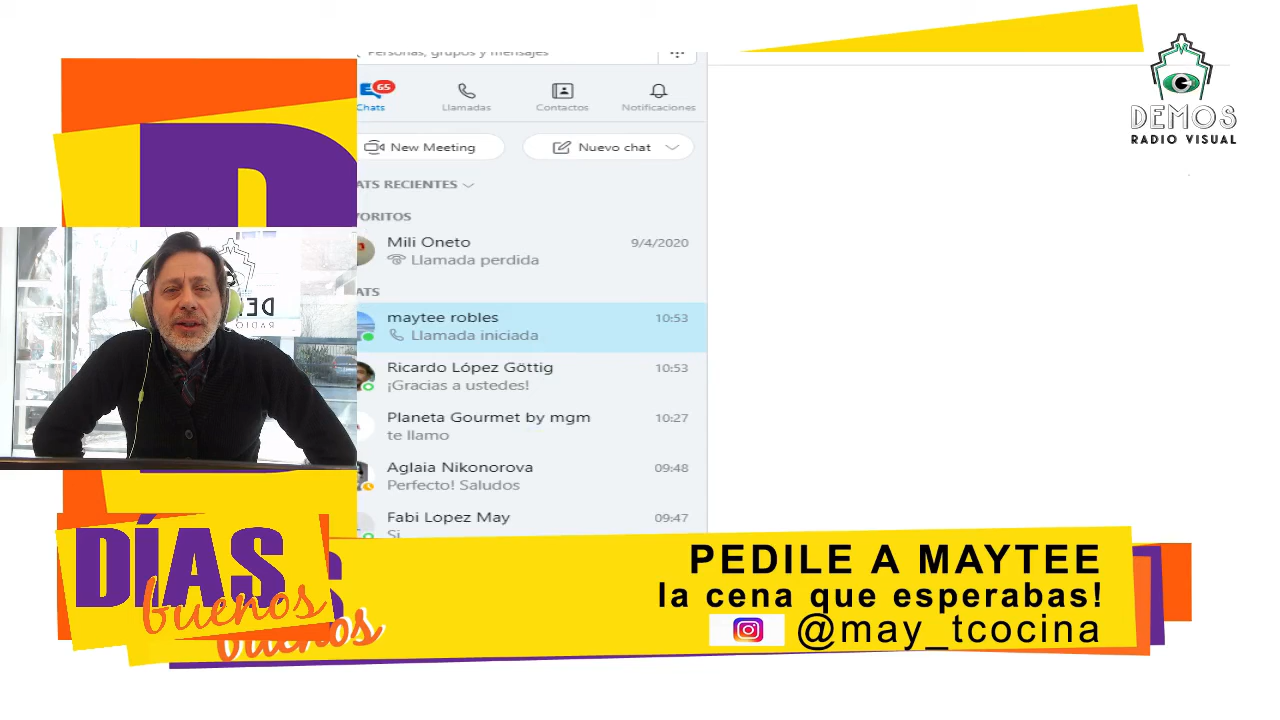 Personas, grupos y mensajes
65
Chats
Llamadas
Contactos
Notificaciones
New Meeting
Nuevo chat
ATS RECIENTES
VORITOS
Mili Oneto
9/4/2020
Llamada perdida
ATS
maytee robles
10:53
Llamada iniciada
Ricardo López Göttig
10:53
¡Gracias a ustedes!
Planeta Gourmet by mgm
10:27
te llamo
Aglaia Nikonorova
09:48
Perfecto! Saludos
Fabi Lopez May
09:47
Si
DEMOS
RADIO VISUAL
DÍAS
buenos
buenos
PEDILE A MAYTEE
la cena que esperabas!
@may_tcocina